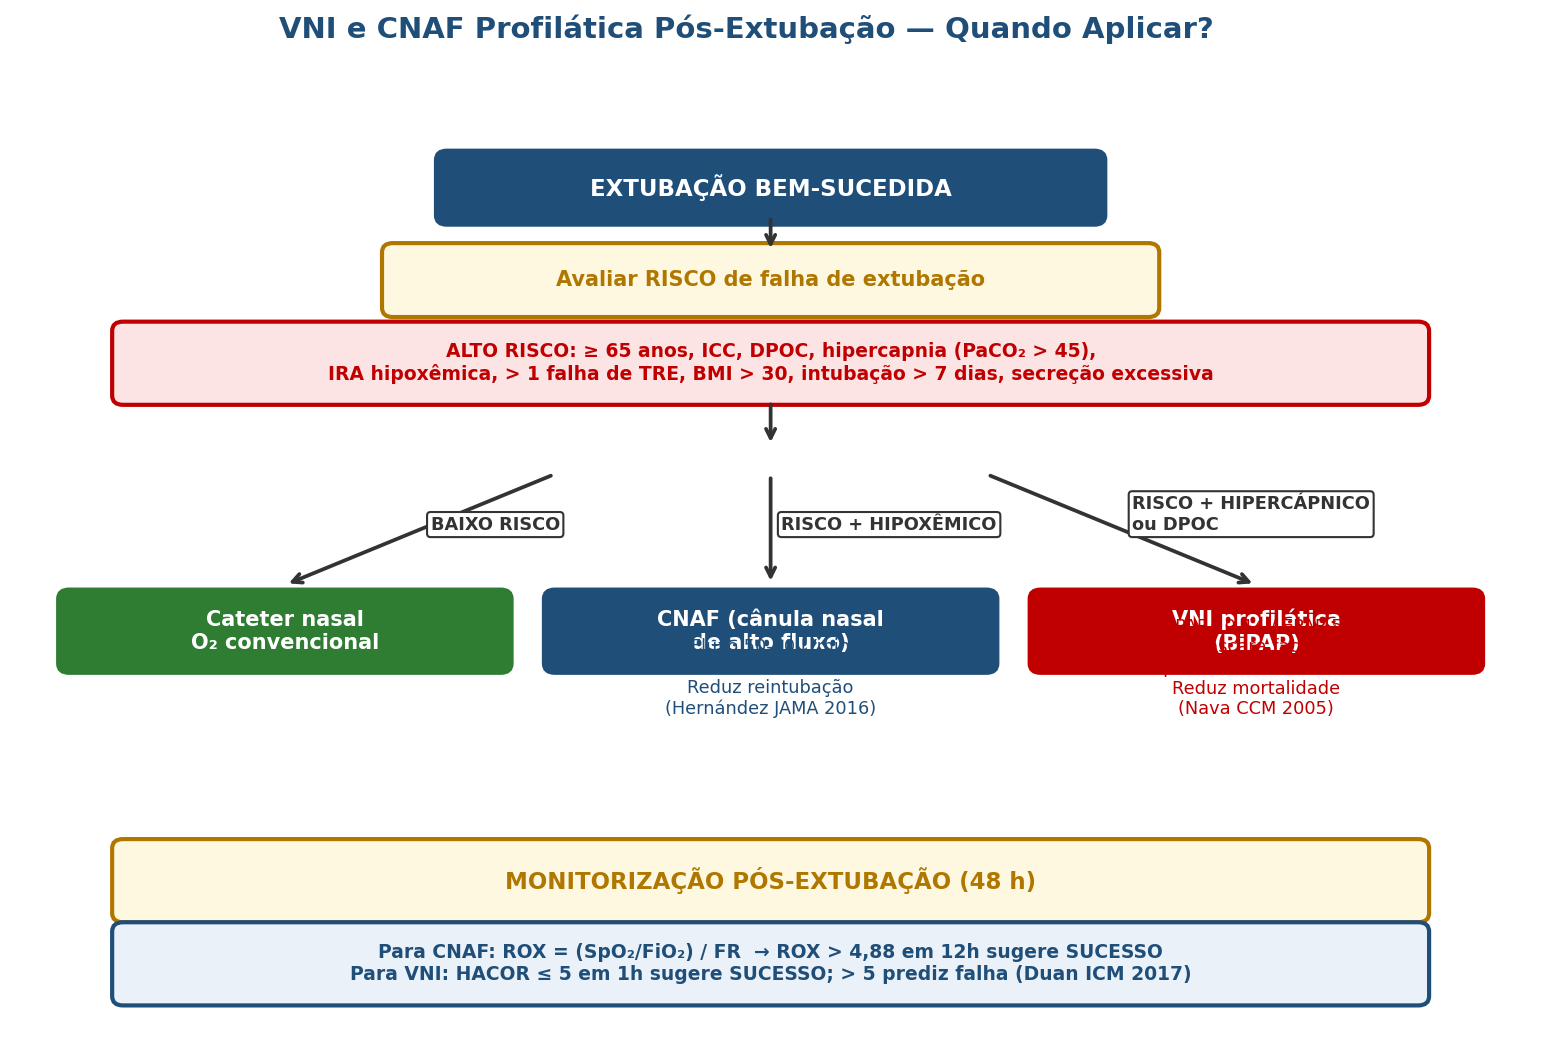 VNI e CNAF Profilática Pós-Extubação — Quando Aplicar?
EXTUBAÇÃO BEM-SUCEDIDA
Avaliar RISCO de falha de extubação
ALTO RISCO: ≥ 65 anos, ICC, DPOC, hipercapnia (PaCO₂ > 45),
IRA hipoxêmica, > 1 falha de TRE, BMI > 30, intubação > 7 dias, secreção excessiva
BAIXO RISCO
RISCO + HIPOXÊMICO
RISCO + HIPERCÁPNICO
ou DPOC
Cateter nasal
O₂ convencional
CNAF (cânula nasal
de alto fluxo)
Reduz reintubação
(Hernández JAMA 2016)
VNI profilática
(BiPAP)
Reduz mortalidade
(Nava CCM 2005)
MONITORIZAÇÃO PÓS-EXTUBAÇÃO (48 h)
Para CNAF: ROX = (SpO₂/FiO₂) / FR → ROX > 4,88 em 12h sugere SUCESSO
Para VNI: HACOR ≤ 5 em 1h sugere SUCESSO; > 5 prediz falha (Duan ICM 2017)